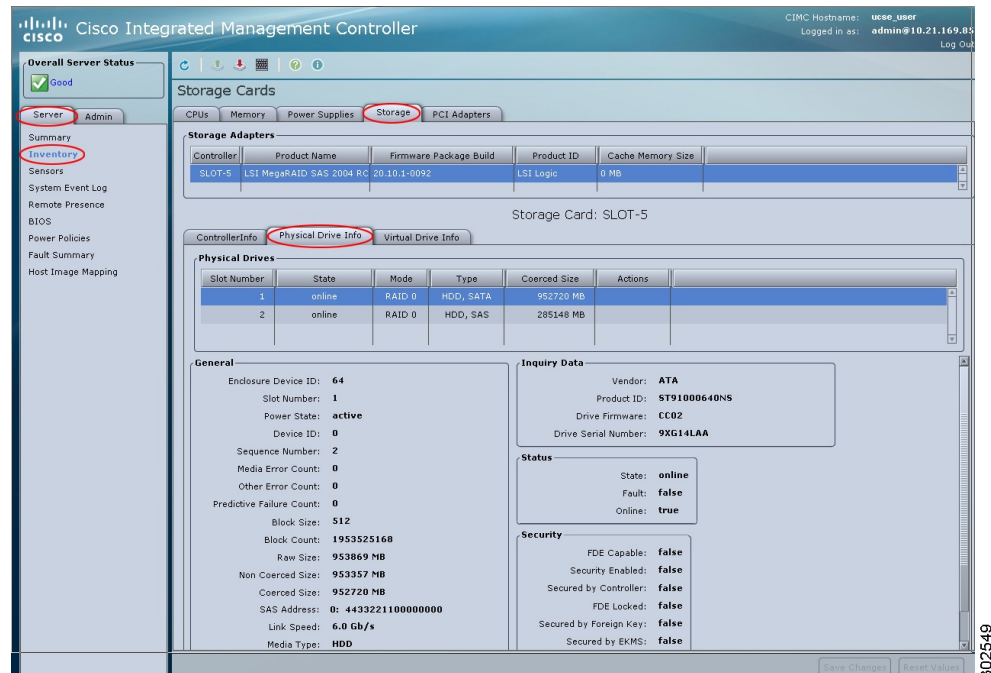 CISCO Cisco Integrated Management Controller
CIMC Hostname: ucse_user
Logged in as: admin@10.21.169.85
Log Out
Overall Server Status
Good
Server Admin
Summary
Inventory
Sensors
System Event Log
Remote Presence
BIOS
Power Policies
Fault Summary
Host Image Mapping
Storage Cards
CPUs Memory Power Supplies Storage PCI Adapters
Storage Adapters
Controller Product Name Firmware Package Build Product ID Cache Memory Size
SLOT-5 LSI MegaRAID SAS 2004 RO 20.10.1-0092 LSI Logic 0 MB
Storage Card: SLOT-5
ControllerInfo Physical Drive Info Virtual Drive Info
Physical Drives
Slot Number State Mode Type Coerced Size Actions
1 online RAID 0 HDD, SATA 952720 MB
2 online RAID 0 HDD, SAS 285148 MB
General
Enclosure Device ID: 64
Slot Number: 1
Power State: active
Device ID: 0
Sequence Number: 2
Media Error Count: 0
Other Error Count: 0
Predictive Failure Count: 0
Block Size: 512
Block Count: 1953525168
Raw Size: 953869 MB
Non Coerced Size: 953357 MB
Coerced Size: 952720 MB
SAS Address: 0: 4433221100000000
Link Speed: 6.0 Gb/s
Media Type: HDD
Inquiry Data
Vendor: ATA
Product ID: ST91000640NS
Drive Firmware: CC02
Drive Serial Number: 9XG14LAA
Status
State: online
Fault: false
Online: true
Security
FDE Capable: false
Security Enabled: false
Secured by Controller: false
FDE Locked: false
Secured by Foreign Key: false
Secured by EKMS: false
Save Changes Reset Values
302549